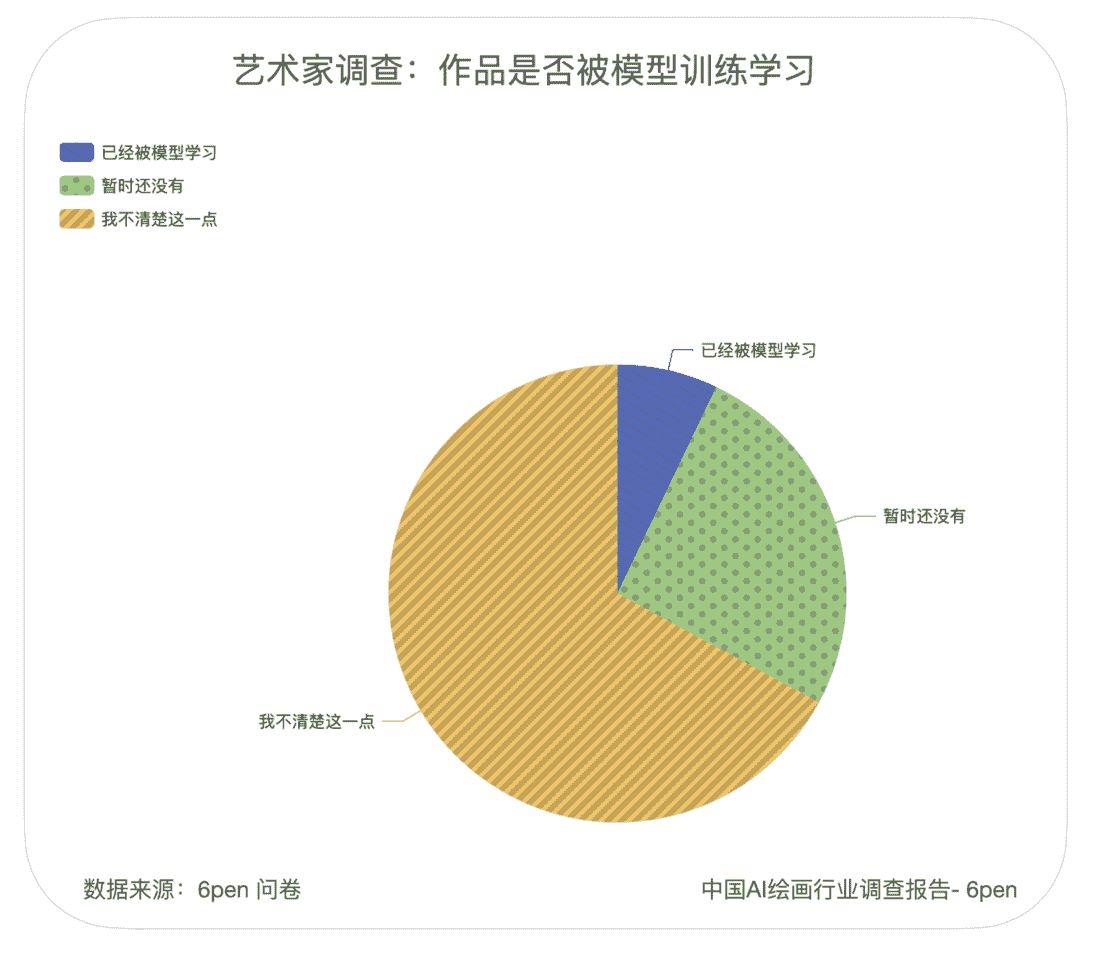 艺术家调查：作品是否被模型训练学习
已经被模型学习
暂时还没有
我不清楚这一点
已经被模型学习
暂时还没有
我不清楚这一点
数据来源：6pen 问卷
中国AI绘画行业调查报告- 6pen